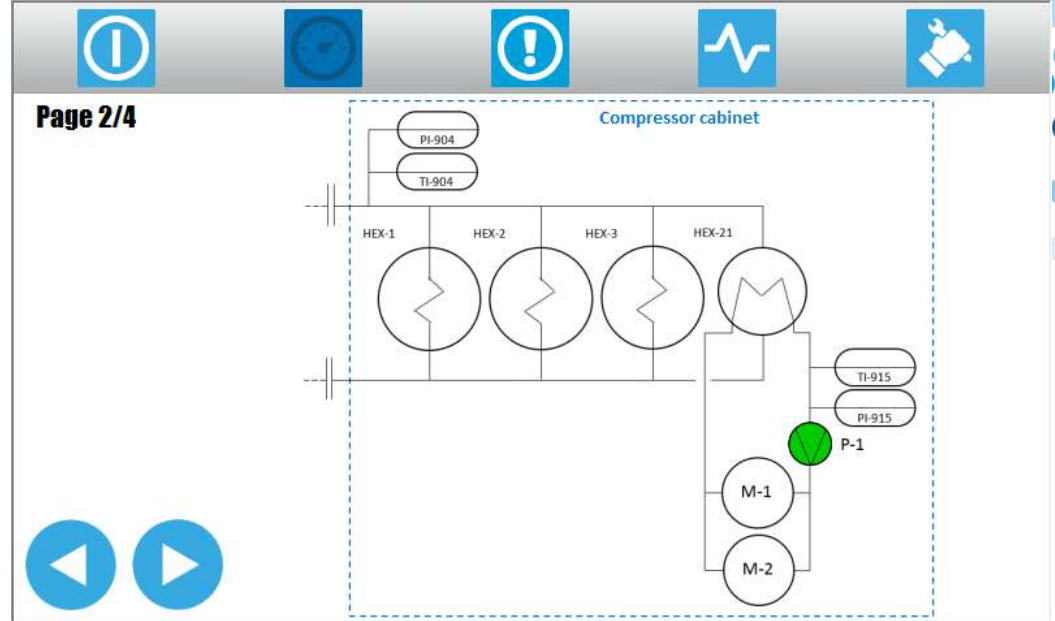 Page 2/4
Compressor cabinet
PI-904
TI-904
HEX-1
HEX-2
HEX-3
HEX-21
TI-915
PI-915
P-1
M-1
M-2